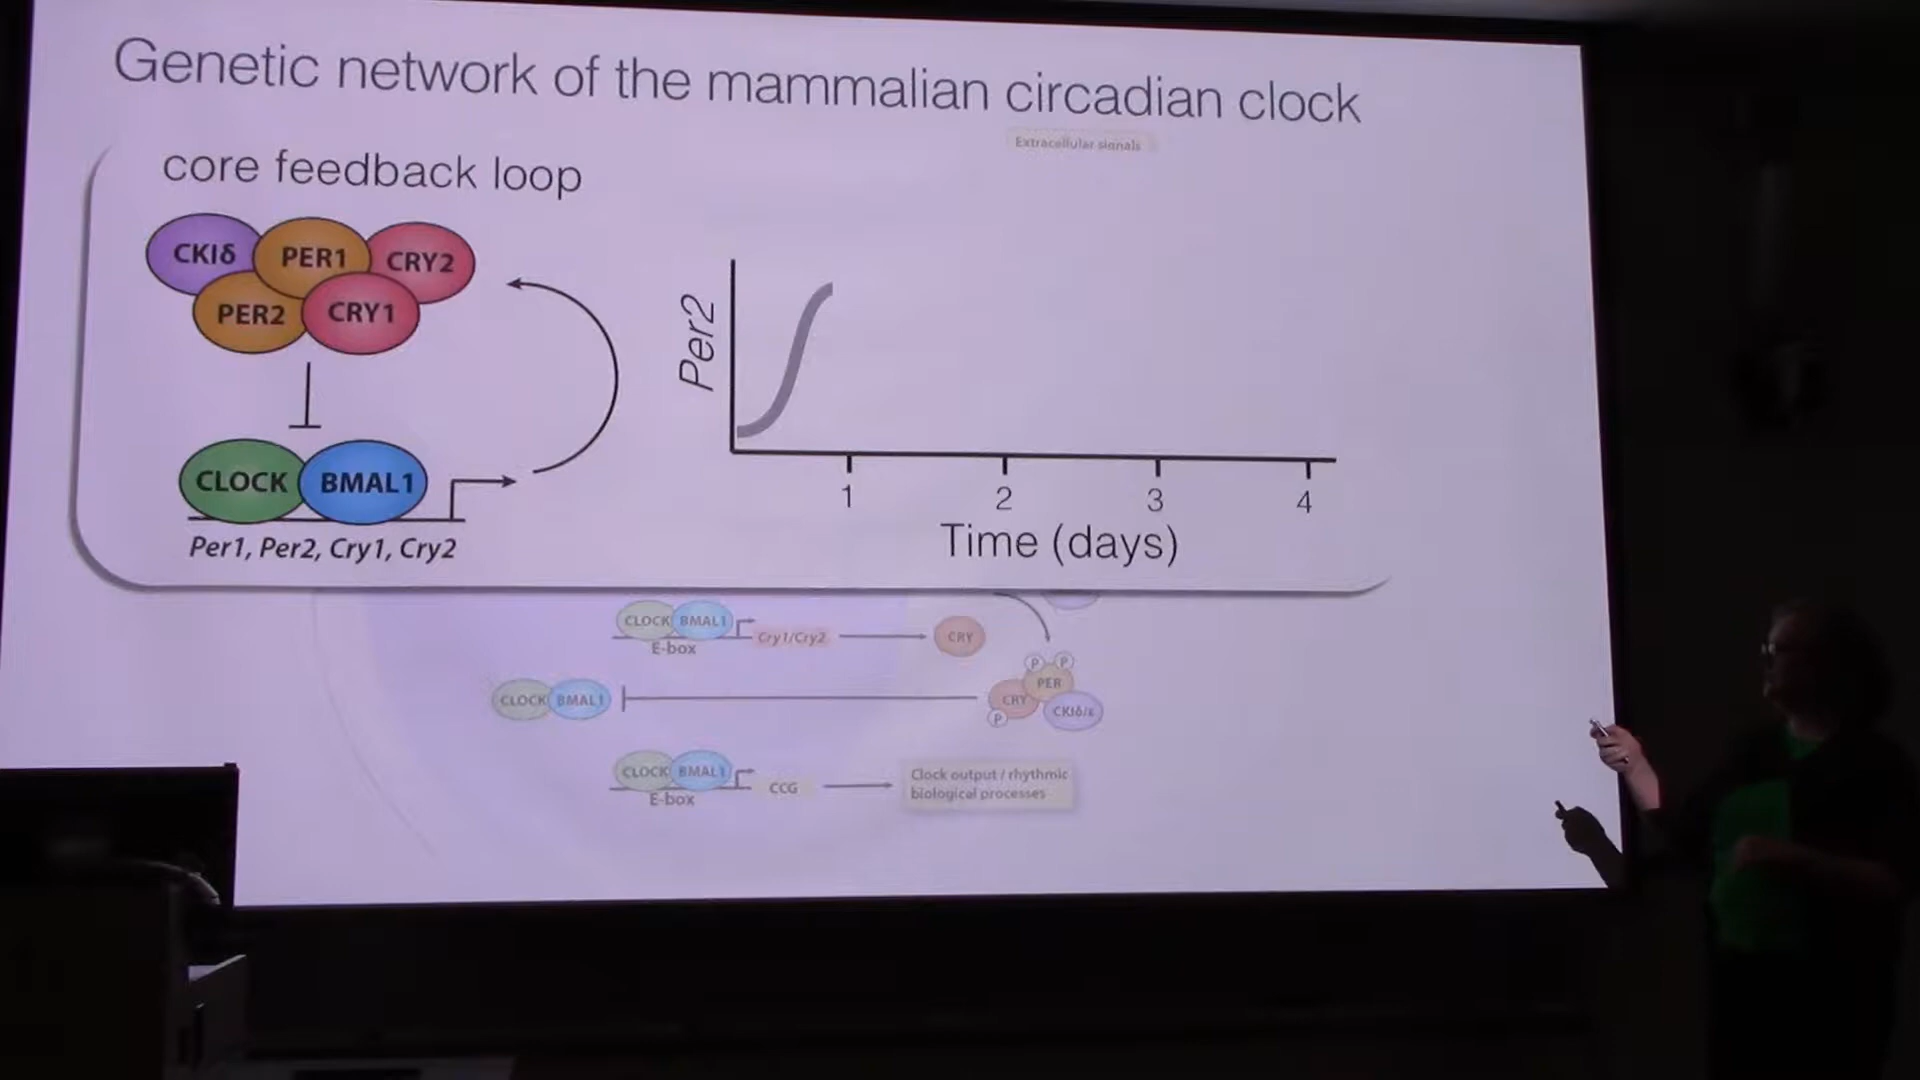 Genetic network of the mammalian circadian clock
Extracellular signals
core feedback loop
CKIδ PER1 CRY2
PER2 CRY1
CLOCK BMAL1
Per1, Per2, Cry1, Cry2
Per2
1 2 3 4
Time (days)
CLOCK BMAL1 Cry1/Cry2 CRY
E-box
P P
PER
CLOCK BMAL1 CRY
CKIδ/ε
P
CLOCK BMAL1 CCG Clock output / rhythmic
E-box biological processes